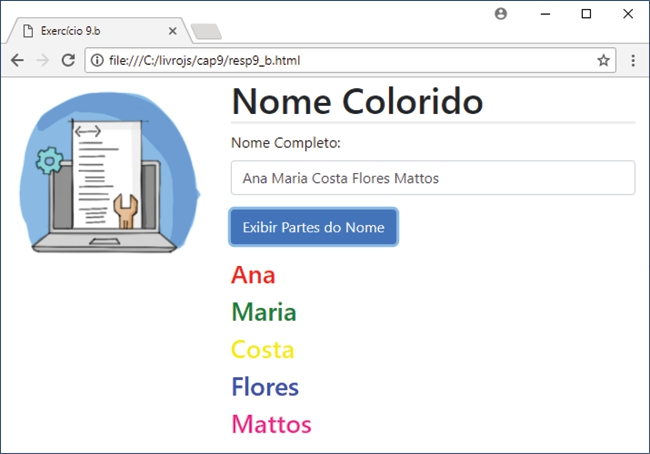 Exercício 9.b
file:///C:/livrojs/cap9/resp9_b.html
Nome Colorido
Nome Completo:
Ana Maria Costa Flores Mattos
Exibir Partes do Nome
Ana
Maria
Costa
Flores
Mattos